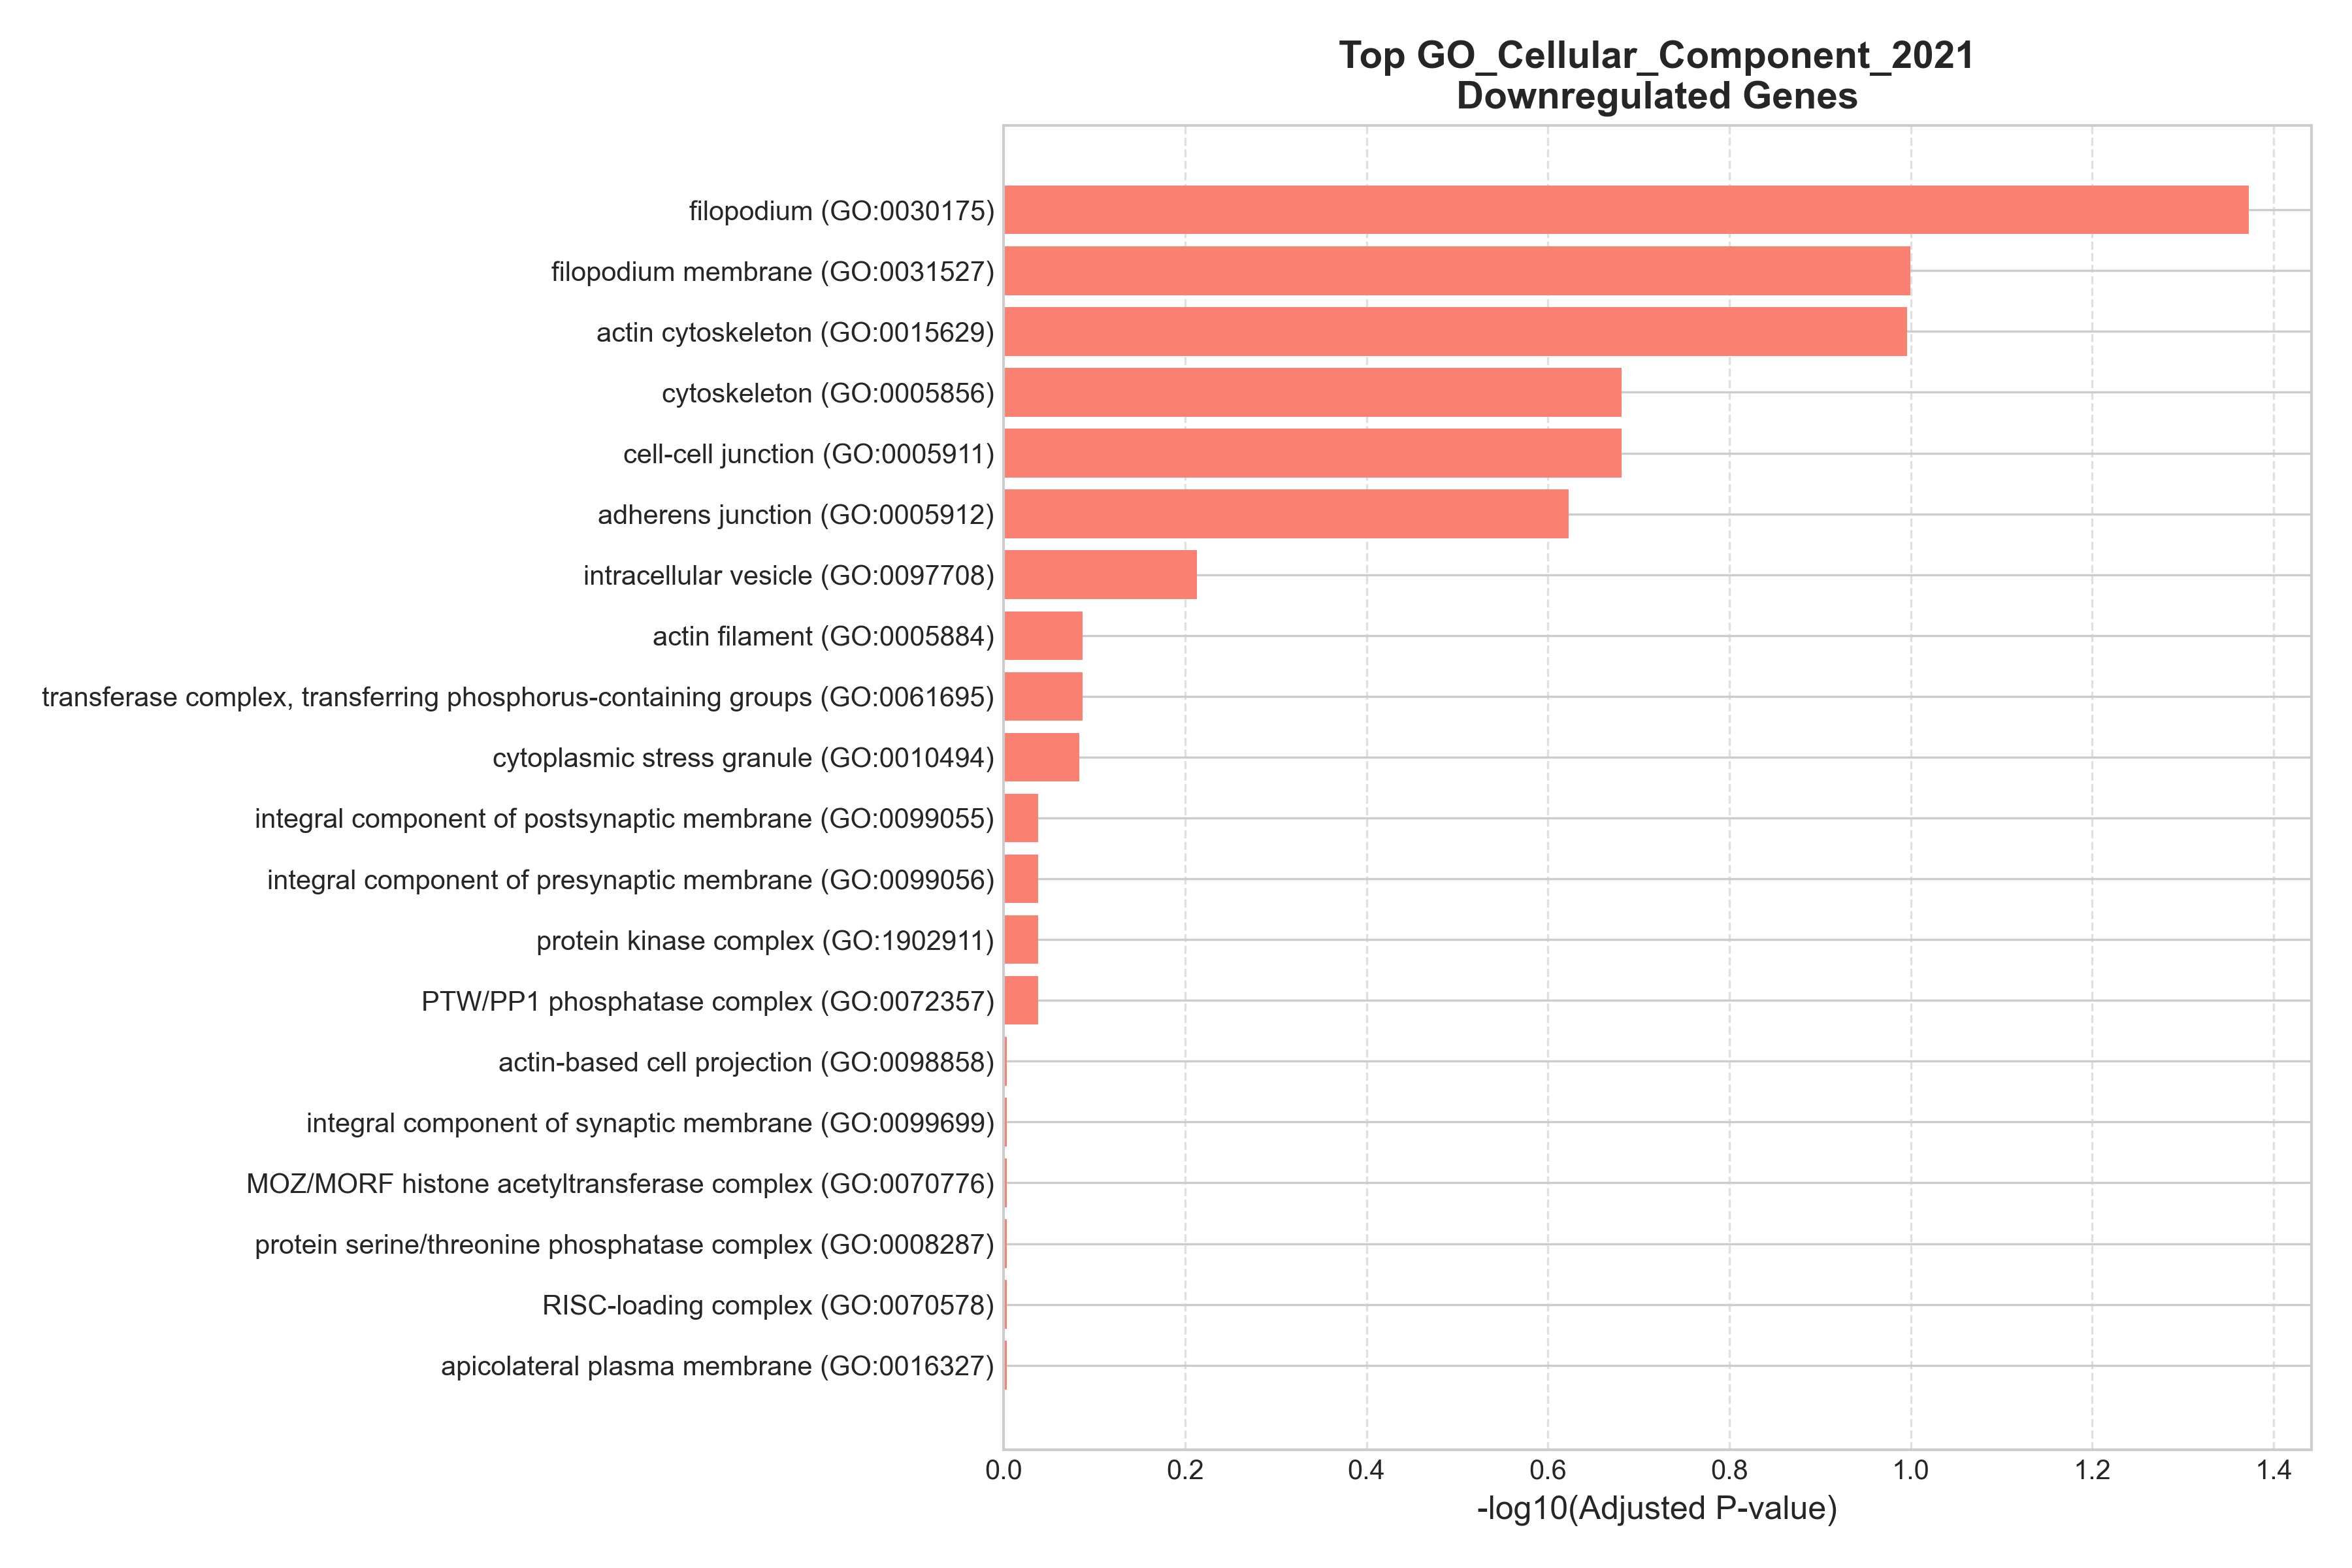 Top GO_Cellular_Component_2021
Downregulated Genes
filopodium (GO:0030175)
filopodium membrane (GO:0031527)
actin cytoskeleton (GO:0015629)
cytoskeleton (GO:0005856)
cell-cell junction (GO:0005911)
adherens junction (GO:0005912)
intracellular vesicle (GO:0097708)
actin filament (GO:0005884)
transferase complex, transferring phosphorus-containing groups (GO:0061695)
cytoplasmic stress granule (GO:0010494)
integral component of postsynaptic membrane (GO:0099055)
integral component of presynaptic membrane (GO:0099056)
protein kinase complex (GO:1902911)
PTW/PP1 phosphatase complex (GO:0072357)
actin-based cell projection (GO:0098858)
integral component of synaptic membrane (GO:0099699)
MOZ/MORF histone acetyltransferase complex (GO:0070776)
protein serine/threonine phosphatase complex (GO:0008287)
RISC-loading complex (GO:0070578)
apicolateral plasma membrane (GO:0016327)
0.0 0.2 0.4 0.6 0.8 1.0 1.2 1.4
-log10(Adjusted P-value)